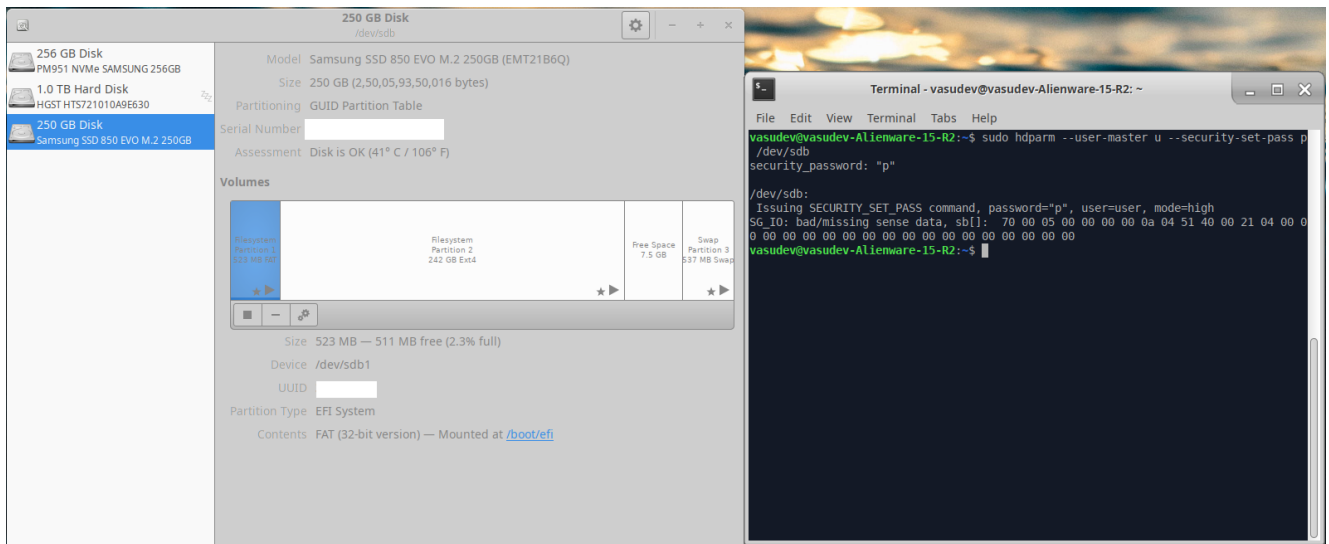 250 GB Disk
/dev/sdb
256 GB Disk
PM951 NVMe SAMSUNG 256GB
1.0 TB Hard Disk
HGST HTS721010A9E630
250 GB Disk
Samsung SSD 850 EVO M.2 250GB
Model Samsung SSD 850 EVO M.2 250GB (EMT21B6Q)
Size 250 GB (2,50,05,93,50,016 bytes)
Partitioning GUID Partition Table
Serial Number
Assessment Disk is OK (41° C / 106° F)
Volumes
Filesystem
Partition 1
523 MB FAT
Filesystem
Partition 2
242 GB Ext4
Free Space
7.5 GB
Swap
Partition 3
537 MB Swap
Size 523 MB — 511 MB free (2.3% full)
Device /dev/sdb1
UUID
Partition Type EFI System
Contents FAT (32-bit version) — Mounted at /boot/efi
Terminal - vasudev@vasudev-Alienware-15-R2: ~
File Edit View Terminal Tabs Help
vasudev@vasudev-Alienware-15-R2:~$ sudo hdparm --user-master u --security-set-pass p
/dev/sdb
security_password: "p"
/dev/sdb:
Issuing SECURITY_SET_PASS command, password="p", user=user, mode=high
SG_IO: bad/missing sense data, sb[]: 70 00 05 00 00 00 00 0a 04 51 40 00 21 04 00 0
0 00 00 00 00 00 00 00 00 00 00 00 00 00 00 00 00
vasudev@vasudev-Alienware-15-R2:~$